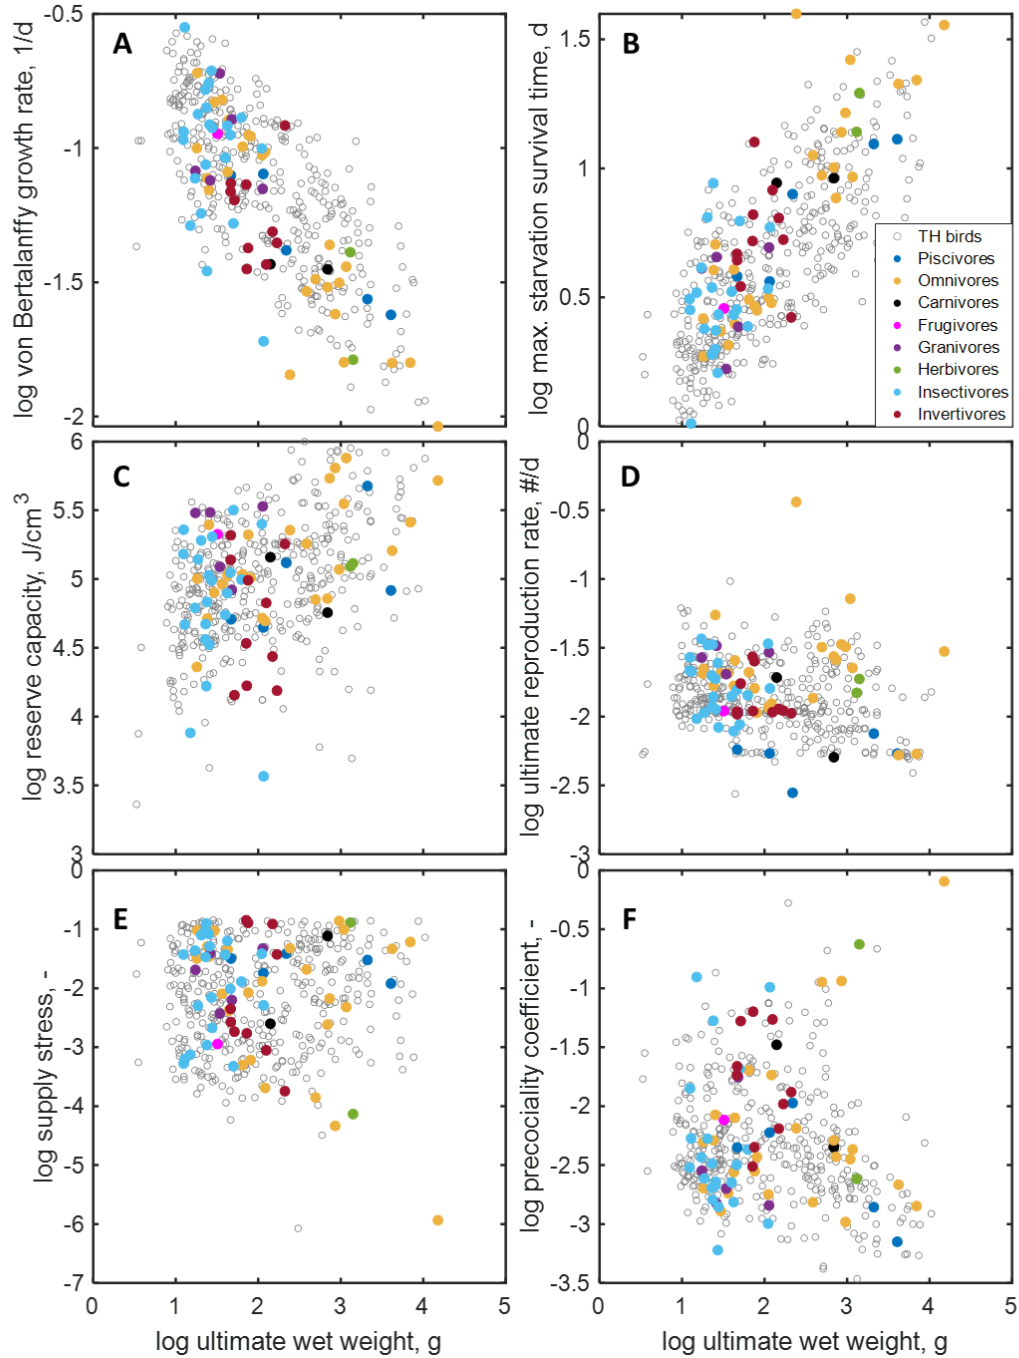 A
log von Bertalanffy growth rate, 1/d
-0.5
-1
-1.5
-2
B
log max. starvation survival time, d
1.5
1
0.5
0
TH birds
Piscivores
Omnivores
Carnivores
Frugivores
Granivores
Herbivores
Insectivores
Invertivores
C
log reserve capacity, J/cm³
6
5.5
5
4.5
4
3.5
3
D
log ultimate reproduction rate, #/d
0
-0.5
-1
-1.5
-2
-2.5
-3
E
log supply stress, -
0
-1
-2
-3
-4
-5
-6
-7
0 1 2 3 4 5
log ultimate wet weight, g
F
log precociality coefficient, -
0
-0.5
-1
-1.5
-2
-2.5
-3
-3.5
0 1 2 3 4 5
log ultimate wet weight, g